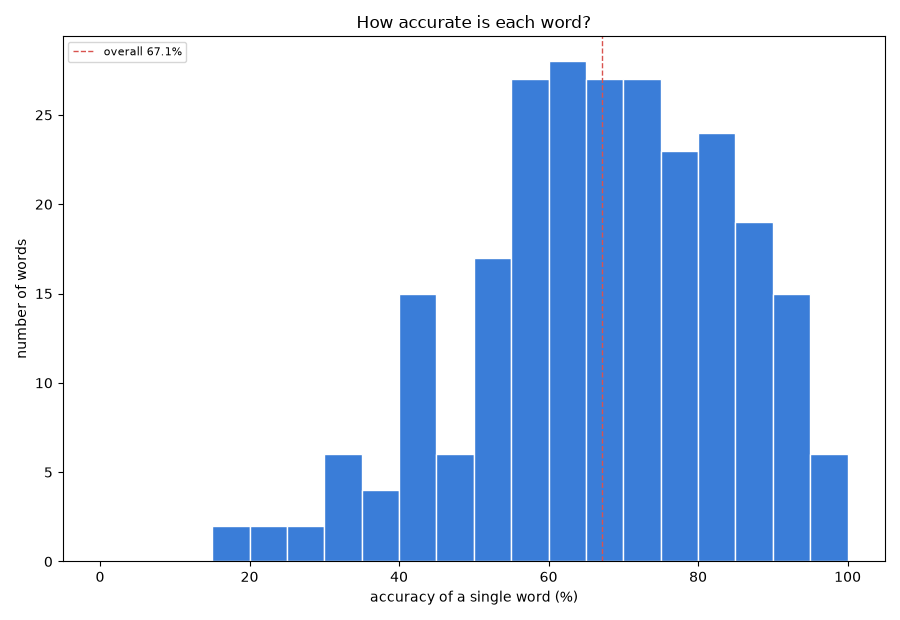 How accurate is each word?
overall 67.1%
number of words
25
20
15
10
5
0
0 20 40 60 80 100
accuracy of a single word (%)